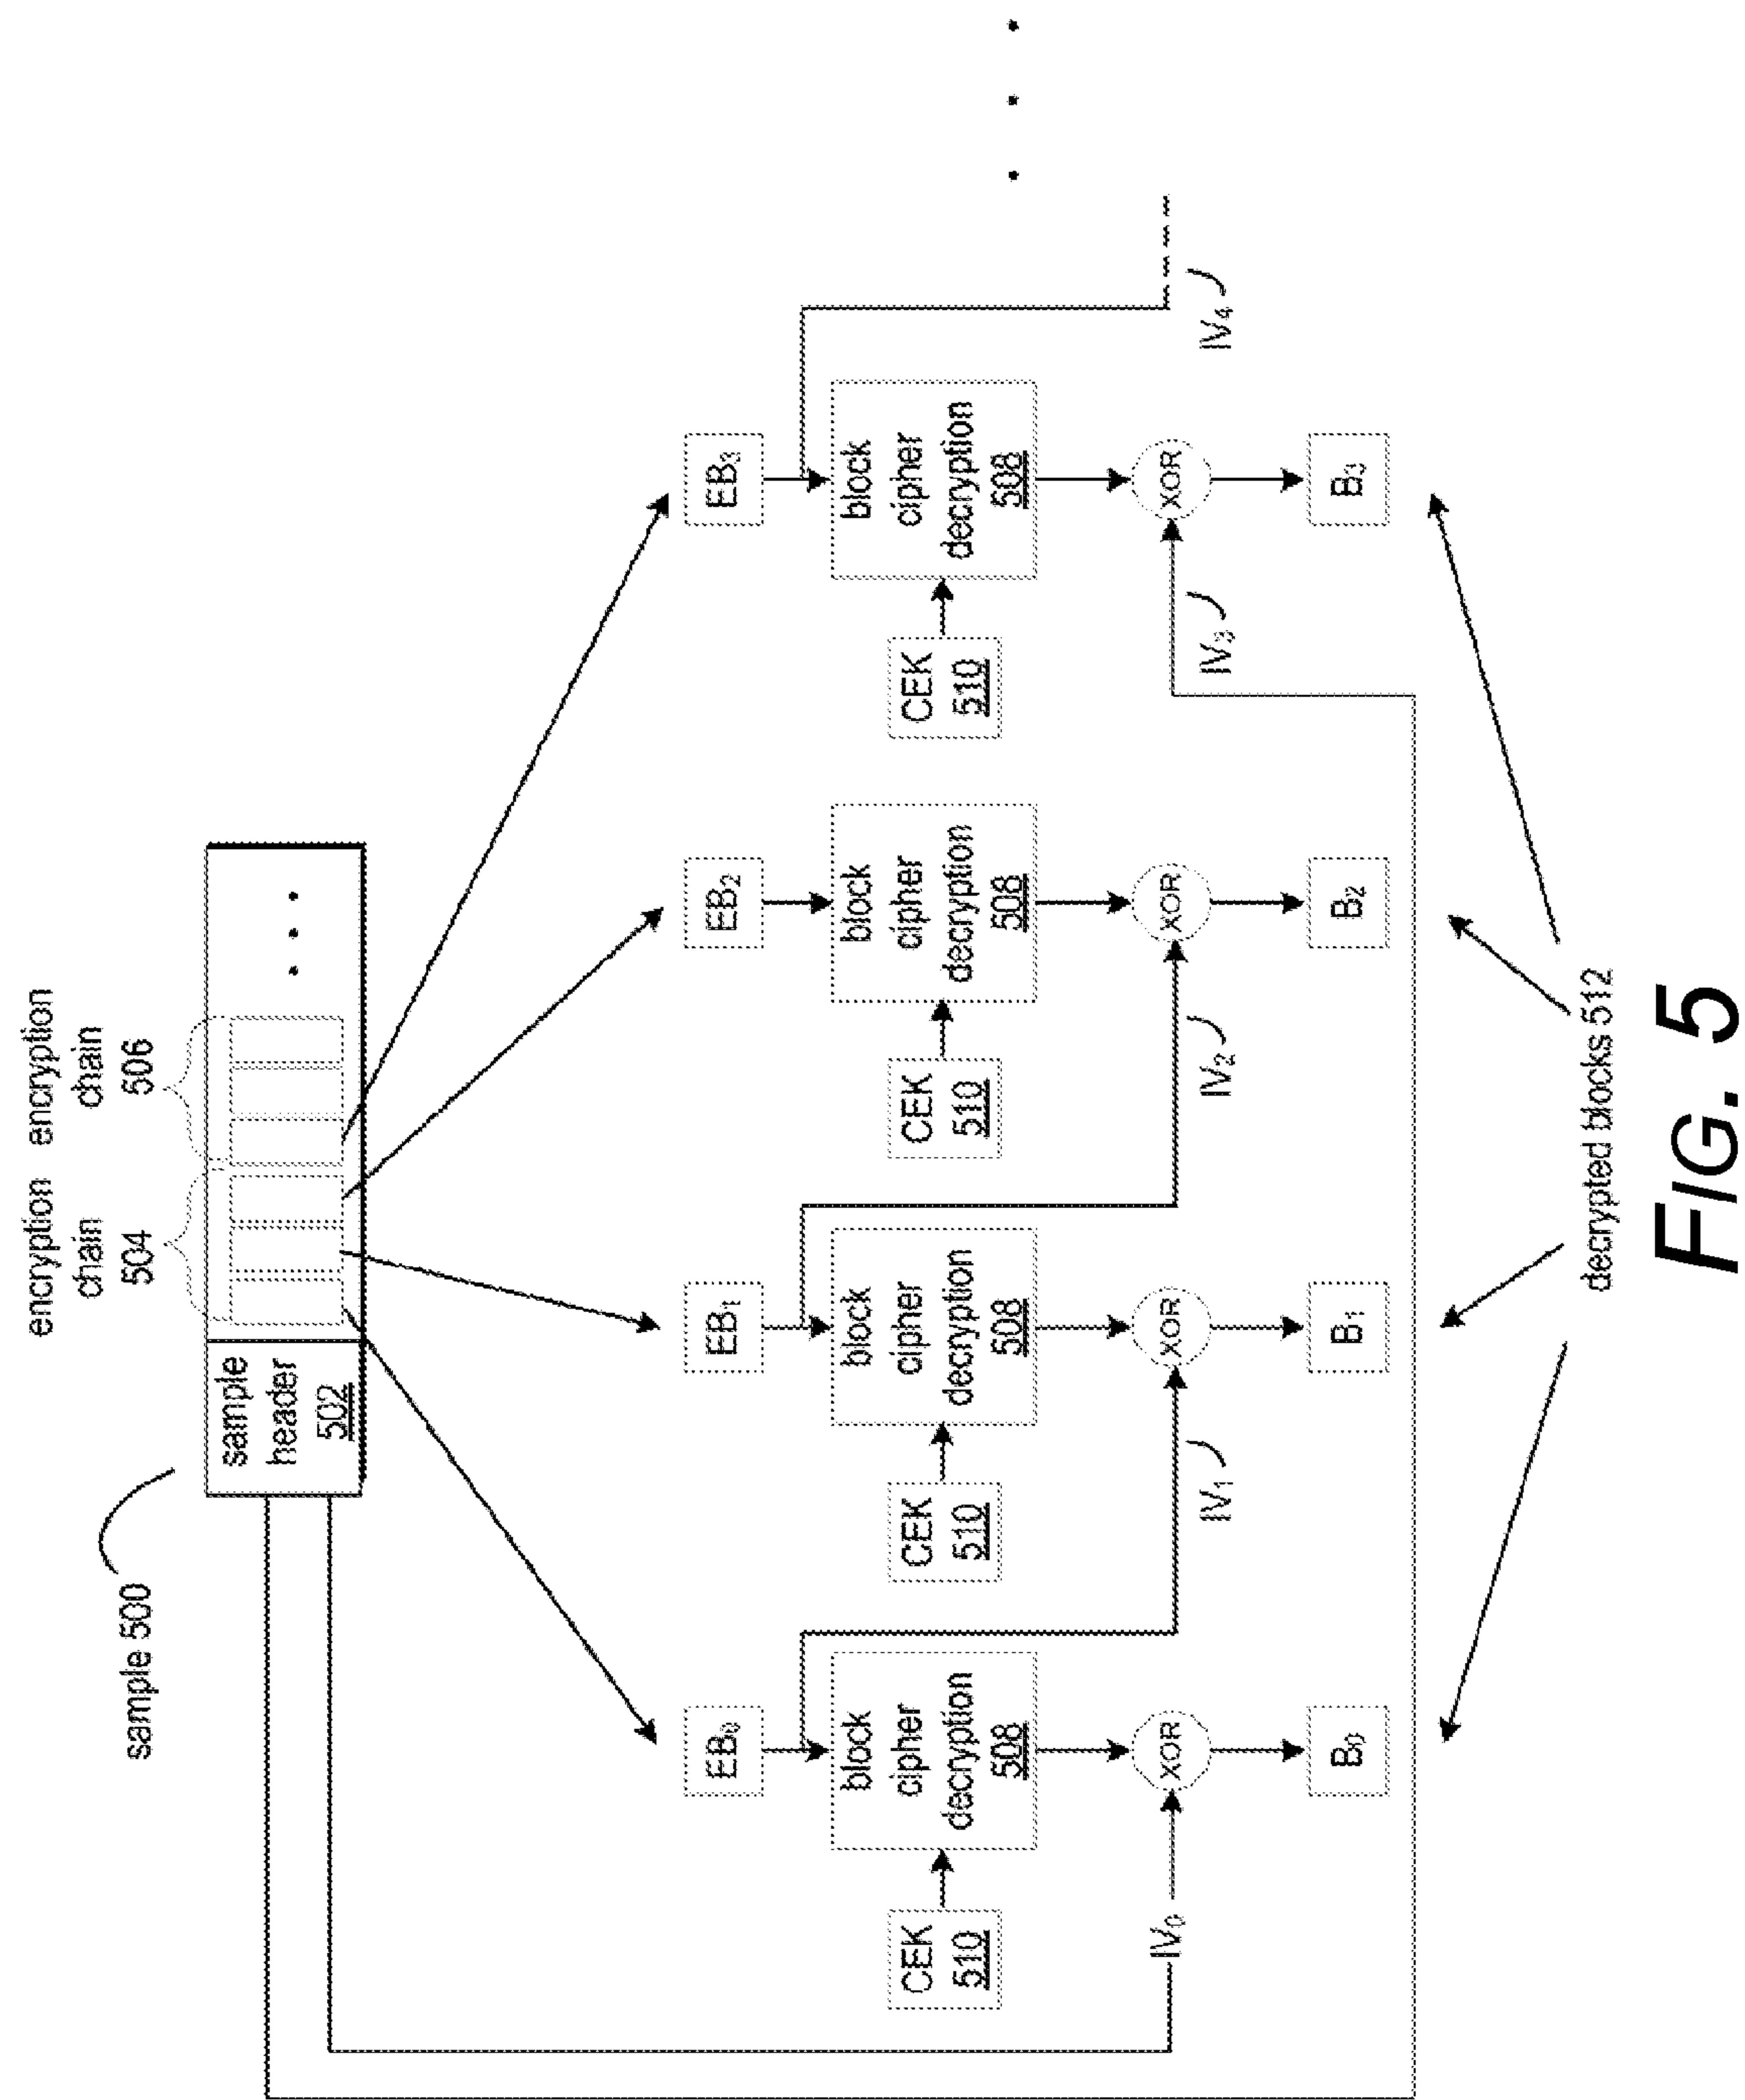 encryption encryption
chain chain
504 506
sample 500
sample
header
502
EB₀ EB₁ EB₂ EB₃
block block block block
cipher cipher cipher cipher
decryption decryption decryption decryption
508 508 508 508
CEK CEK CEK CEK
510 510 510 510
XOR XOR XOR XOR
IV₀ IV₁ IV₂ IV₃ IV₄
B₀ B₁ B₂ B₃
decrypted blocks 512
FIG. 5